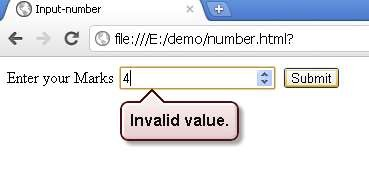 Input-number
file:///E:/demo/number.html?
Enter your Marks 4 Submit
Invalid value.